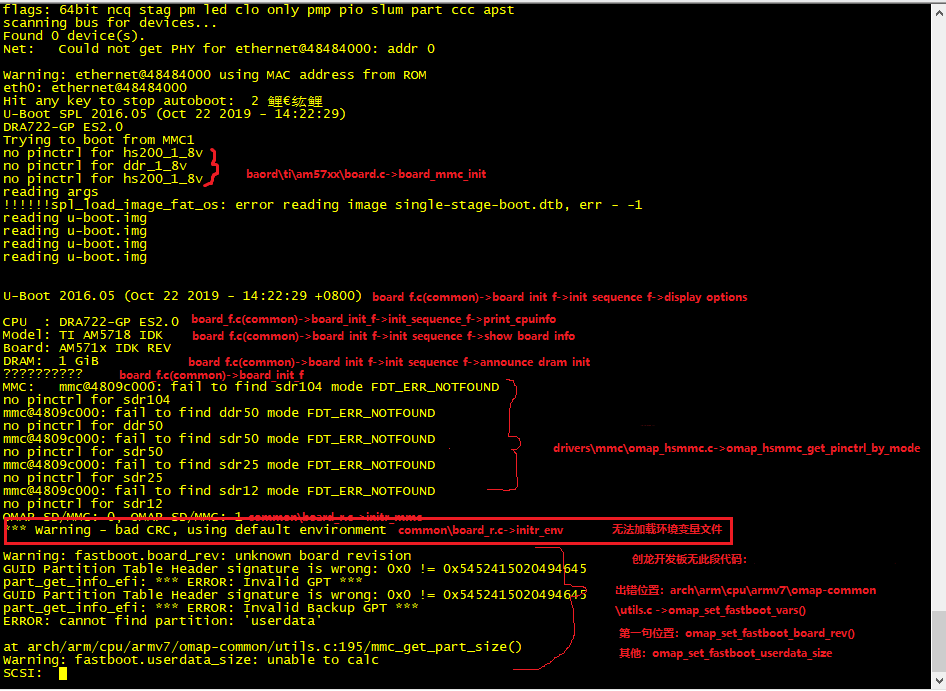 flags: 64bit ncq stag pm led clo only pmp pio slum part ccc apst
scanning bus for devices...
Found 0 device(s).
Net:   Could not get PHY for ethernet@48484000: addr 0
Warning: ethernet@48484000 using MAC address from ROM
eth0: ethernet@48484000
Hit any key to stop autoboot:  2 鲤€纮鲤
U-Boot SPL 2016.05 (Oct 22 2019 - 14:22:29)
DRA722-GP ES2.0
Trying to boot from MMC1
no pinctrl for hs200_1_8v
no pinctrl for ddr_1_8v
no pinctrl for hs200_1_8v
baord\ti\am57xx\board.c->board_mmc_init
reading args
!!!!!!spl_load_image_fat_os: error reading image single-stage-boot.dtb, err - -1
reading u-boot.img
reading u-boot.img
reading u-boot.img
reading u-boot.img
U-Boot 2016.05 (Oct 22 2019 - 14:22:29 +0800) board f.c(common)->board init f->init sequence f->display options
CPU  : DRA722-GP ES2.0 board_f.c(common)->board_init_f->init_sequence_f->print_cpuinfo
Model: TI AM5718 IDK board f.c(common)->board init f->init sequence f->show board info
Board: AM571x IDK REV
DRAM:  1 GiB board f.c(common)->board init f->init sequence f->announce dram init
?????????? board f.c(common)->board_init f
MMC:   mmc@4809c000: fail to find sdr104 mode FDT_ERR_NOTFOUND
no pinctrl for sdr104
mmc@4809c000: fail to find ddr50 mode FDT_ERR_NOTFOUND
no pinctrl for ddr50
mmc@4809c000: fail to find sdr50 mode FDT_ERR_NOTFOUND
no pinctrl for sdr50
drivers\mmc\omap_hsmmc.c->omap_hsmmc_get_pinctrl_by_mode
mmc@4809c000: fail to find sdr25 mode FDT_ERR_NOTFOUND
no pinctrl for sdr25
mmc@4809c000: fail to find sdr12 mode FDT_ERR_NOTFOUND
no pinctrl for sdr12
OMAP SD/MMC: 0, OMAP SD/MMC: 1 common\board_r.c->initr_mmc
*** Warning - bad CRC, using default environment common\board_r.c->initr_env 无法加载环境变量文件
Warning: fastboot.board_rev: unknown board revision
创龙开发板无此段代码：
GUID Partition Table Header signature is wrong: 0x0 != 0x5452415020494645
part_get_info_efi: *** ERROR: Invalid GPT ***
出错位置：arch\arm\cpu\armv7\omap-common
GUID Partition Table Header signature is wrong: 0x0 != 0x5452415020494645
part_get_info_efi: *** ERROR: Invalid Backup GPT ***
\utils.c ->omap_set_fastboot_vars()
ERROR: cannot find partition: 'userdata'
第一句位置：omap_set_fastboot_board_rev()
at arch/arm/cpu/armv7/omap-common/utils.c:195/mmc_get_part_size()
其他：omap_set_fastboot_userdata_size
Warning: fastboot.userdata_size: unable to calc
SCSI: